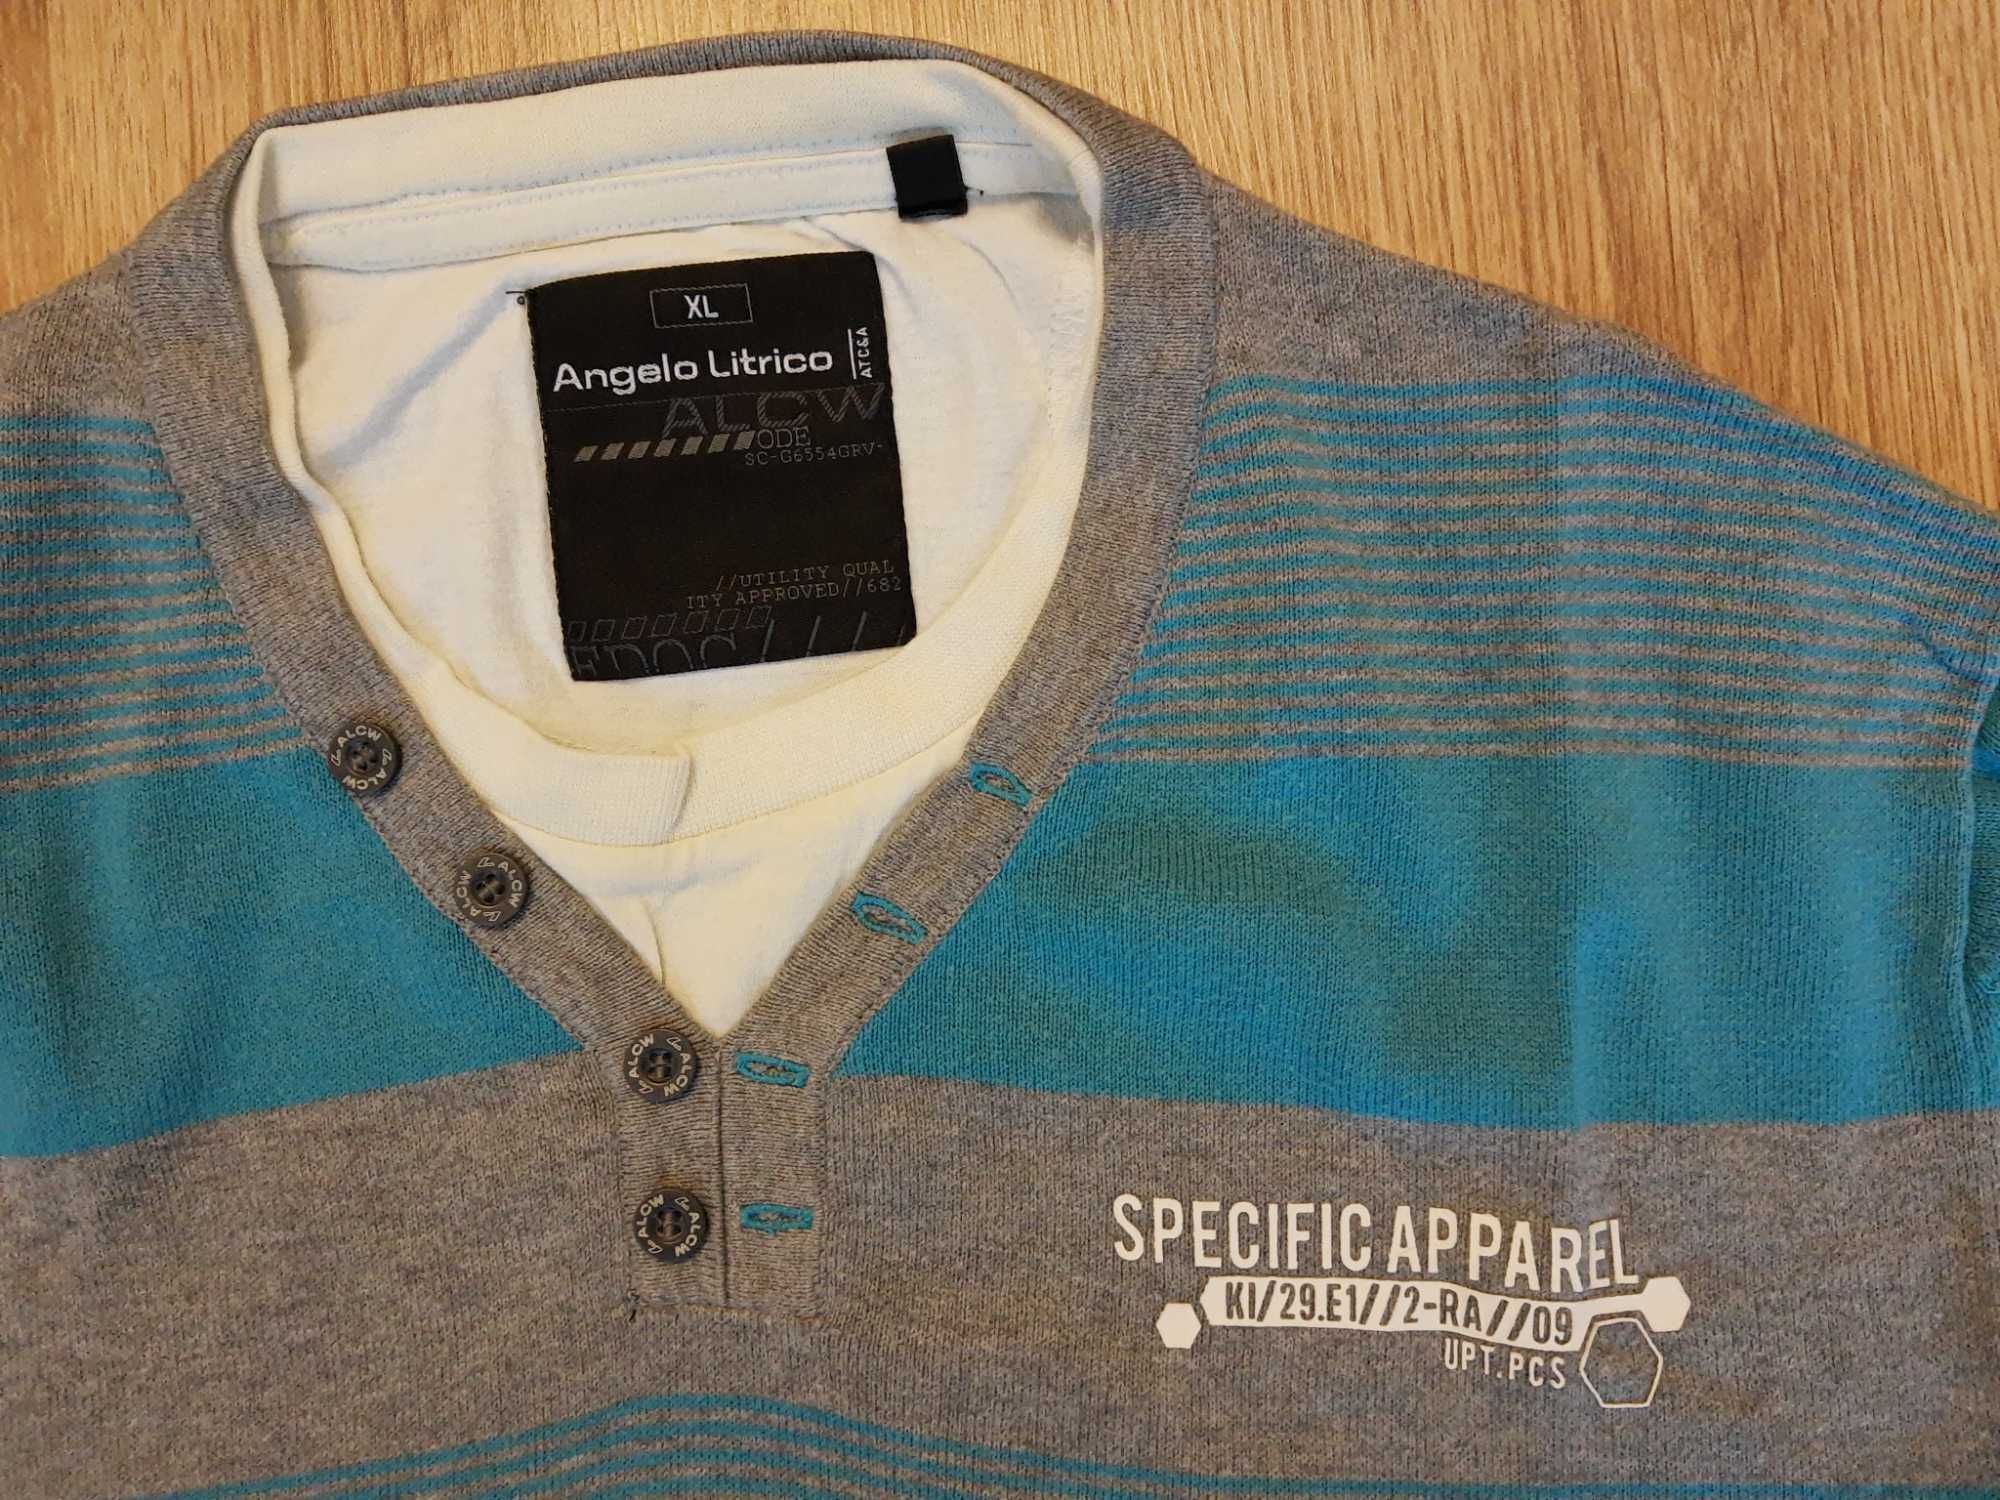 XL
Angelo Litrico
ATC&A
ALCW
ODE
SC-G6554GRV-
//UTILITY QUAL
ITY APPROVED//682
ALCW ALCW
ALCW ALCW
ALCW ALCW
ALCW ALCW
SPECIFIC APPAREL
KI/29.E1//2-RA//09
UPT.PCS